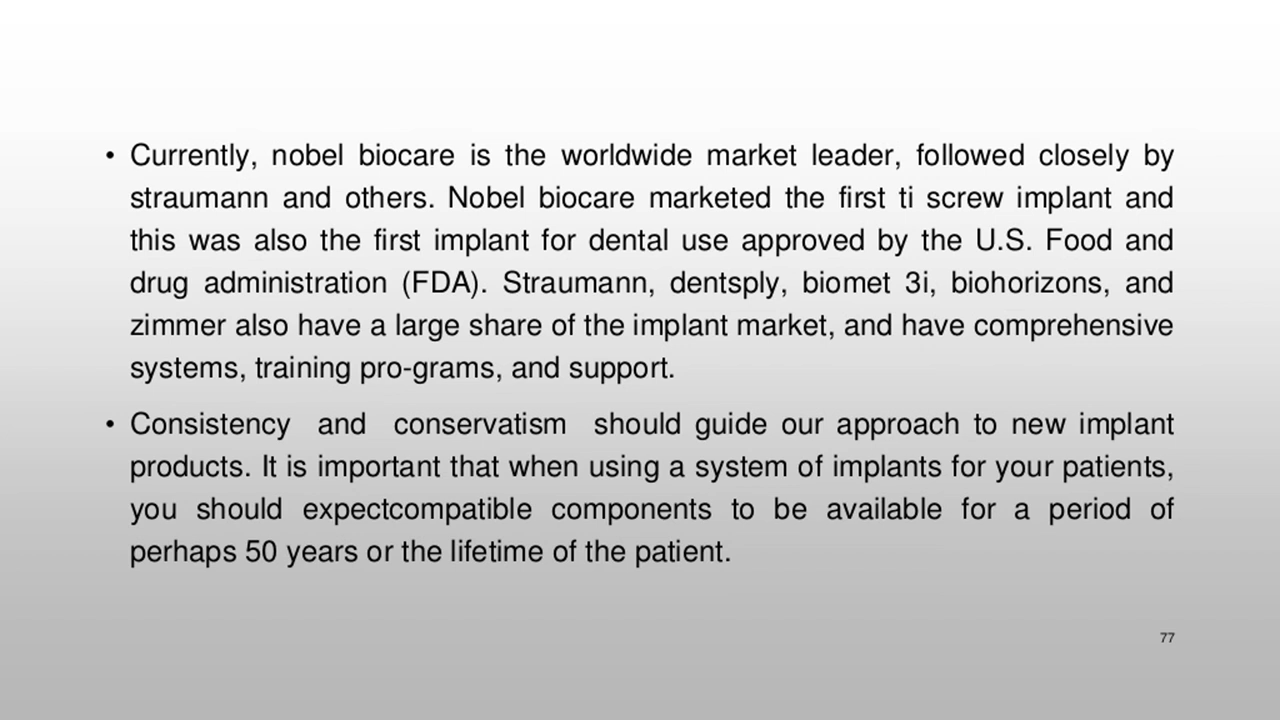 • Currently, nobel biocare is the worldwide market leader, followed closely by
straumann and others. Nobel biocare marketed the first ti screw implant and
this was also the first implant for dental use approved by the U.S. Food and
drug administration (FDA). Straumann, dentsply, biomet 3i, biohorizons, and
zimmer also have a large share of the implant market, and have comprehensive
systems, training pro-grams, and support.
• Consistency and conservatism should guide our approach to new implant
products. It is important that when using a system of implants for your patients,
you should expectcompatible components to be available for a period of
perhaps 50 years or the lifetime of the patient.
77